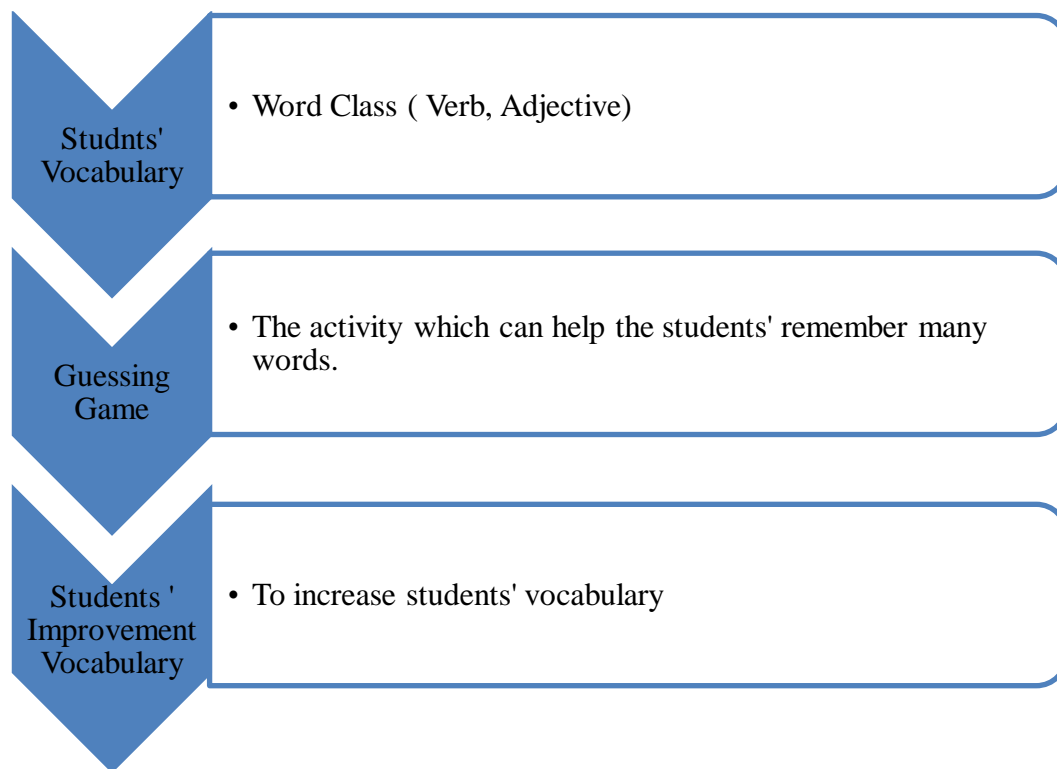 Studnts'
Vocabulary
• Word Class ( Verb, Adjective)
Guessing
Game
• The activity which can help the students' remember many
words.
Students '
Improvement
Vocabulary
• To increase students' vocabulary